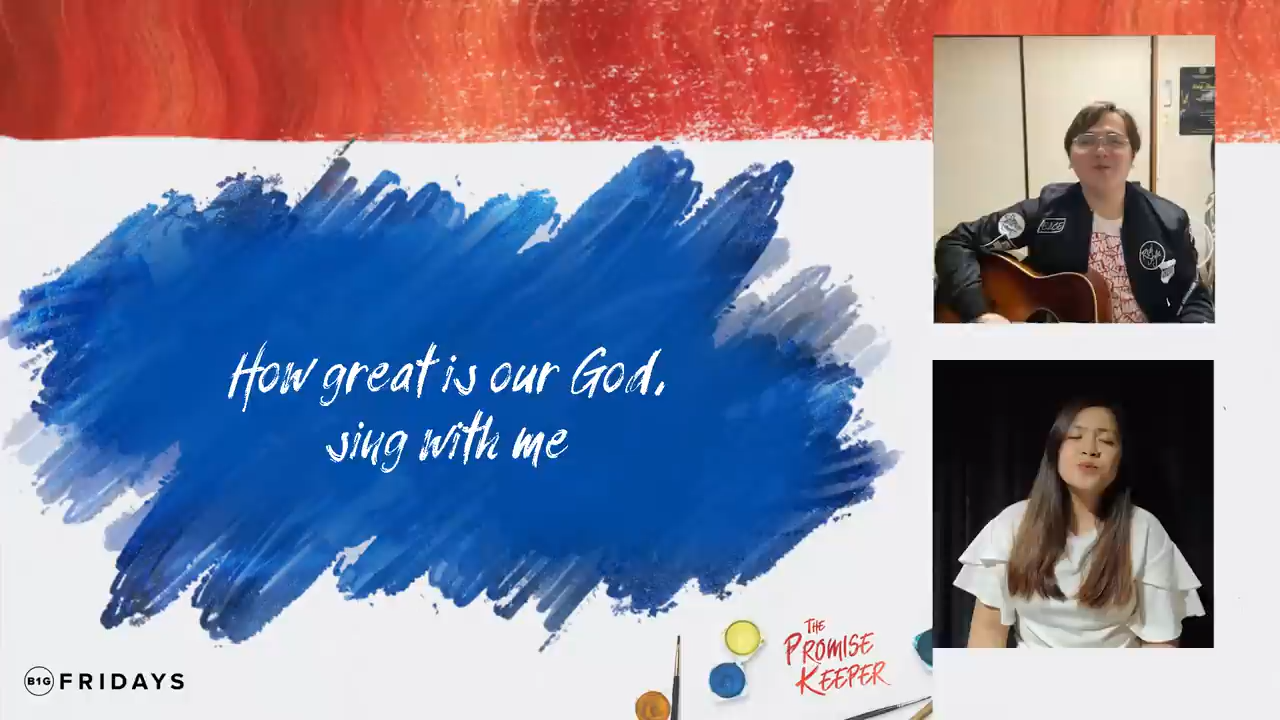 How great is our God,
sing with me
B1G FRIDAYS
THE
PROMISE
KEEPER